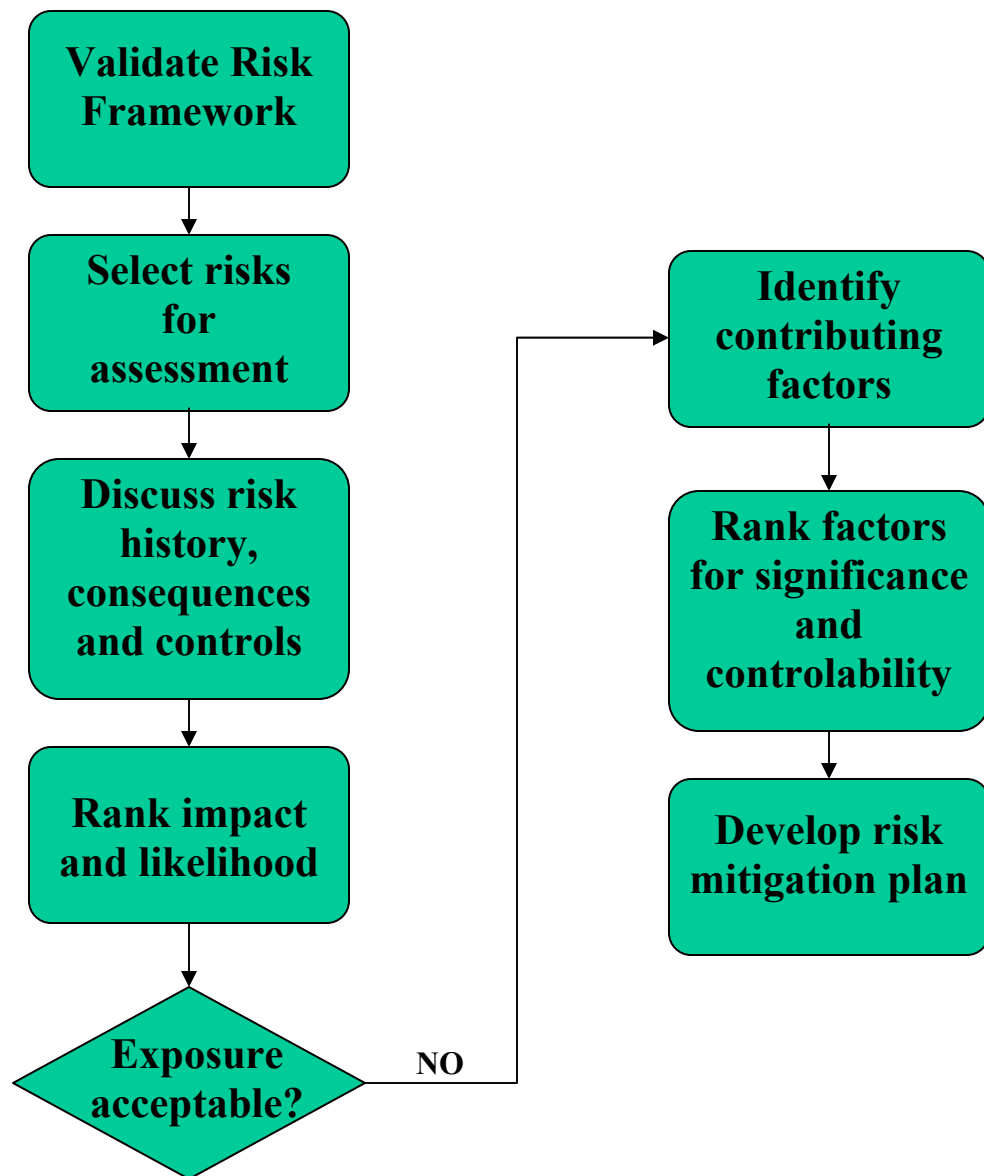 Validate Risk
Framework
Select risks
for
assessment
Discuss risk
history,
consequences
and controls
Rank impact
and likelihood
Exposure
acceptable?
NO
Identify
contributing
factors
Rank factors
for significance
and
controlability
Develop risk
mitigation plan